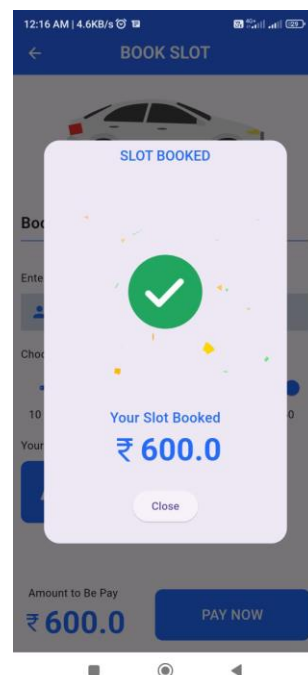 12:16 AM | 4.6KB/s
BOOK SLOT
SLOT BOOKED
Boo
Ente
Choo
10
0
Your Slot Booked
₹ 600.0
Your
Close
Amount to Be Pay
₹ 600.0
PAY NOW